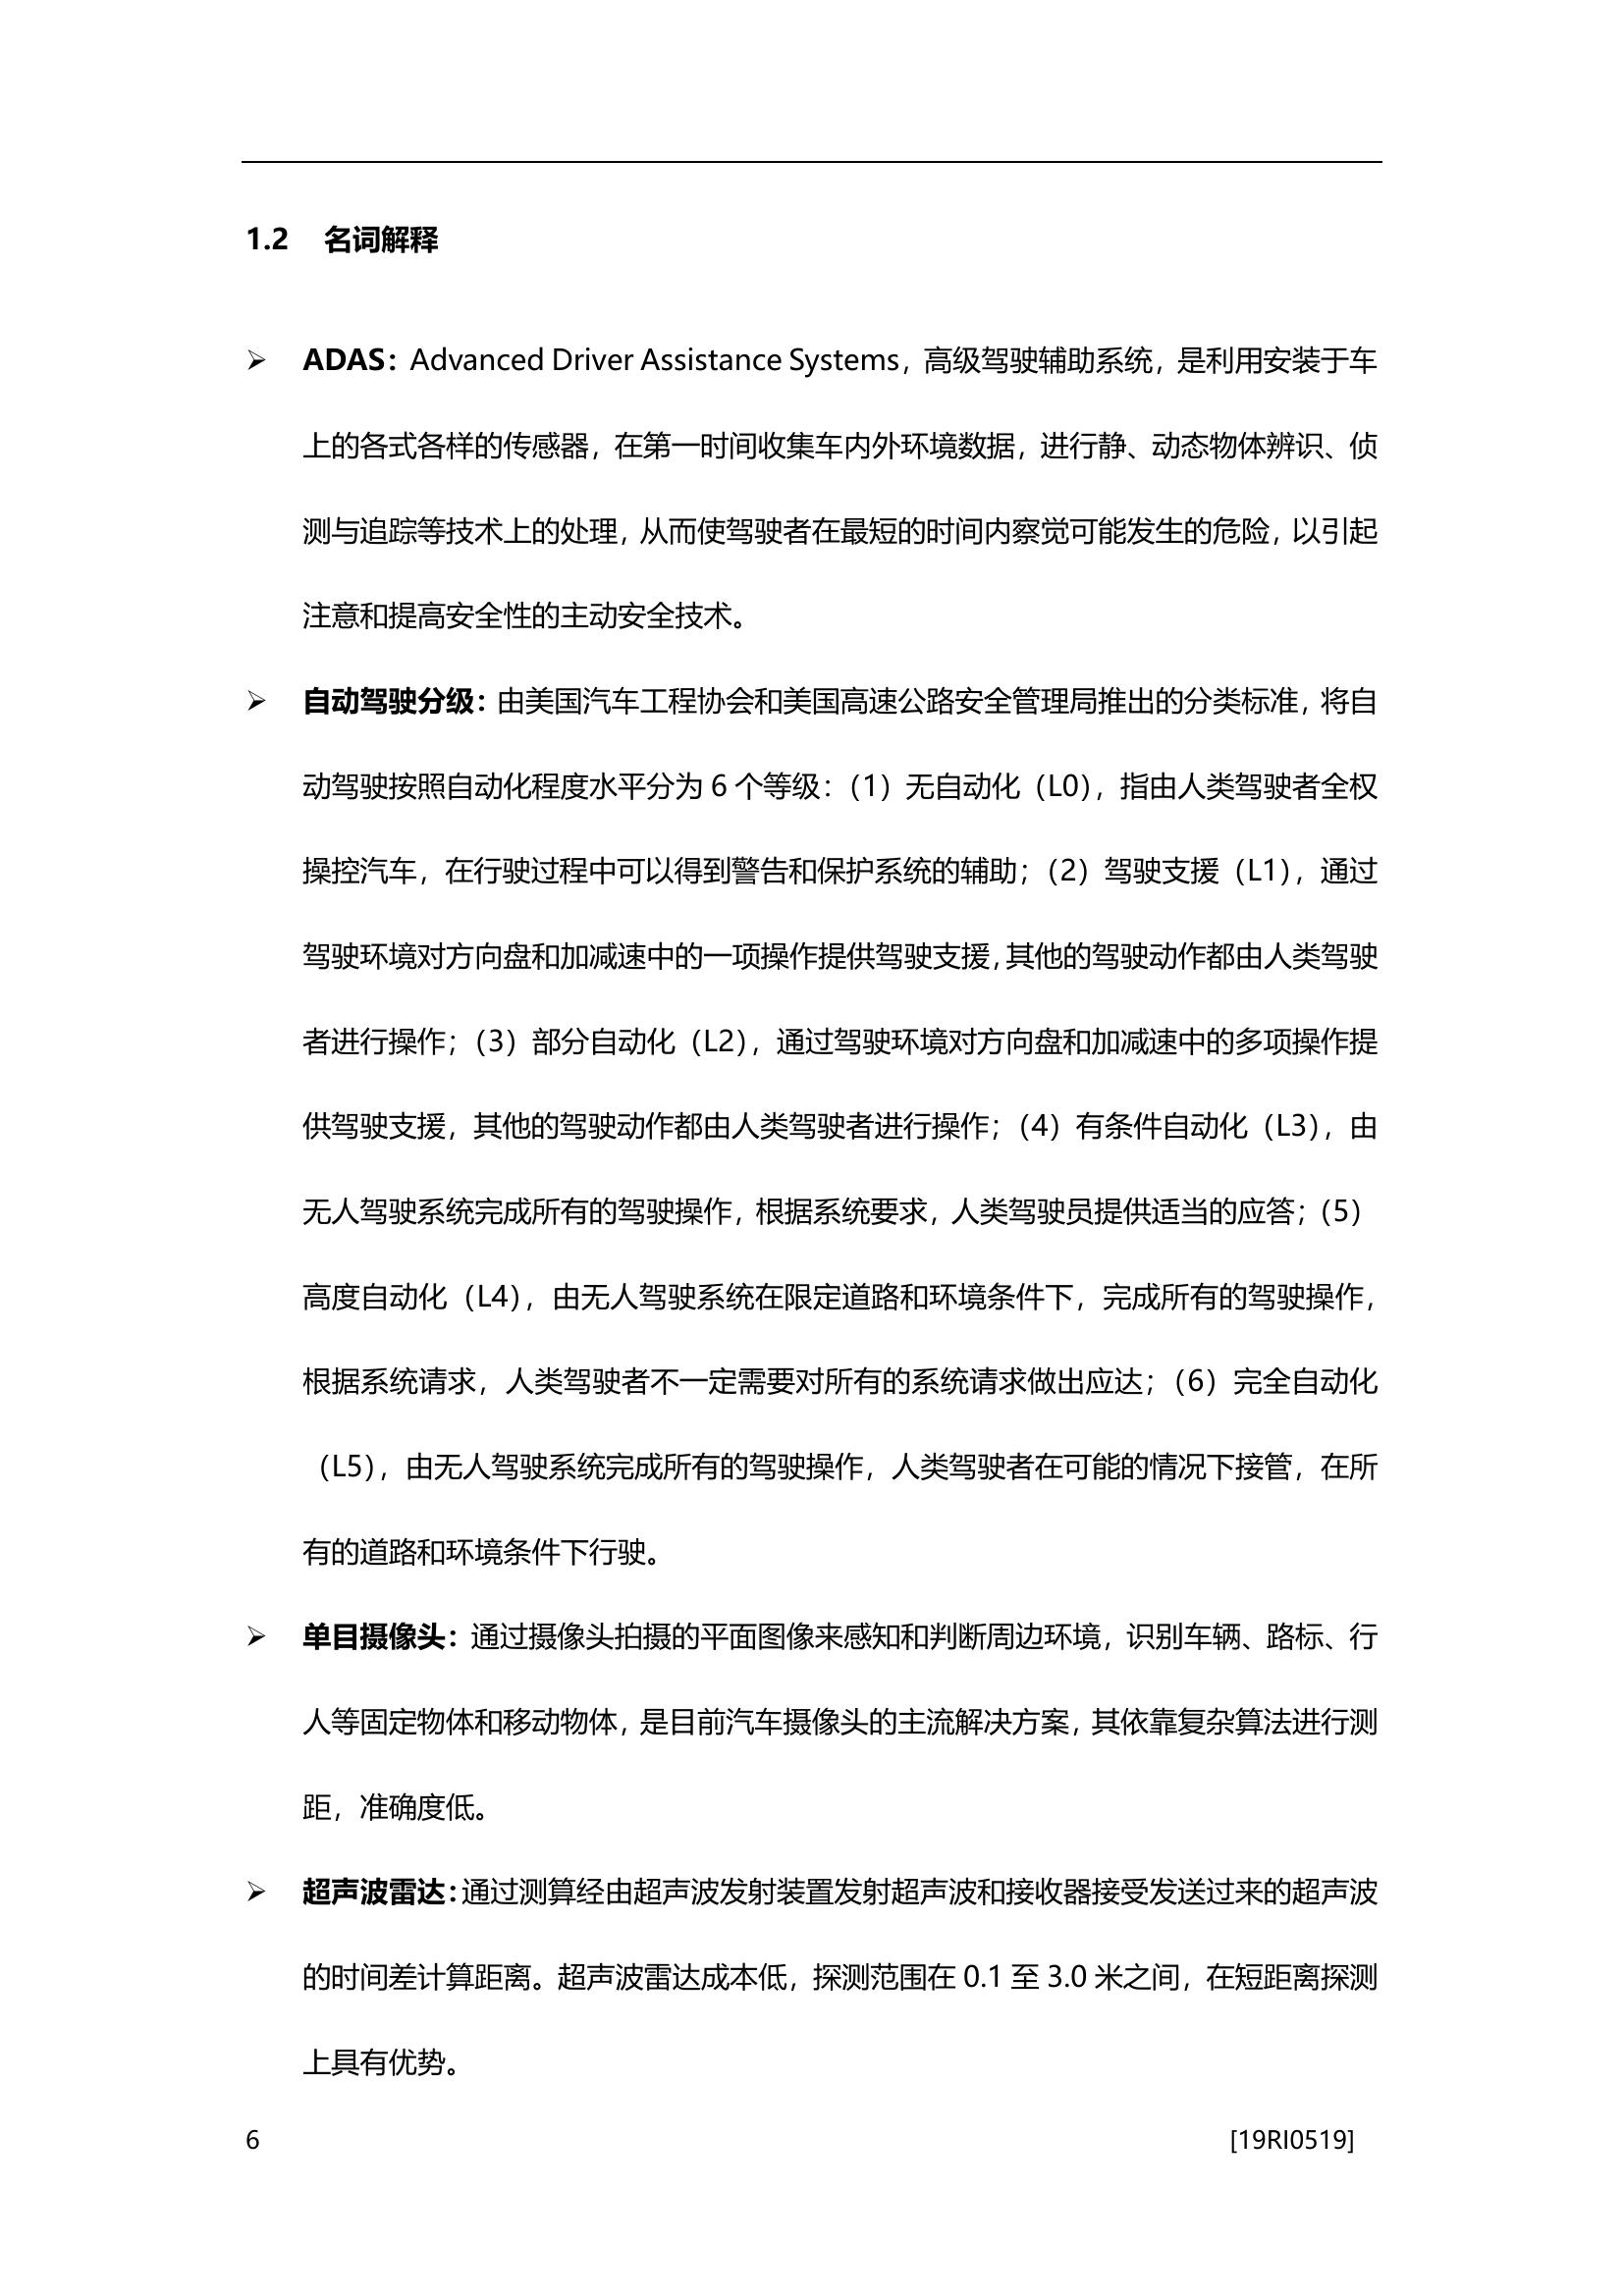 1.2 名词解释
➢ ADAS：Advanced Driver Assistance Systems，高级驾驶辅助系统，是利用安装于车
上的各式各样的传感器，在第一时间收集车内外环境数据，进行静、动态物体辨识、侦
测与追踪等技术上的处理，从而使驾驶者在最短的时间内察觉可能发生的危险，以引起
注意和提高安全性的主动安全技术。
➢ 自动驾驶分级：由美国汽车工程协会和美国高速公路安全管理局推出的分类标准，将自
动驾驶按照自动化程度水平分为 6 个等级：（1）无自动化（L0），指由人类驾驶者全权
操控汽车，在行驶过程中可以得到警告和保护系统的辅助；（2）驾驶支援（L1），通过
驾驶环境对方向盘和加减速中的一项操作提供驾驶支援，其他的驾驶动作都由人类驾驶
者进行操作；（3）部分自动化（L2），通过驾驶环境对方向盘和加减速中的多项操作提
供驾驶支援，其他的驾驶动作都由人类驾驶者进行操作；（4）有条件自动化（L3），由
无人驾驶系统完成所有的驾驶操作，根据系统要求，人类驾驶员提供适当的应答；（5）
高度自动化（L4），由无人驾驶系统在限定道路和环境条件下，完成所有的驾驶操作，
根据系统请求，人类驾驶者不一定需要对所有的系统请求做出应达；（6）完全自动化
（L5），由无人驾驶系统完成所有的驾驶操作，人类驾驶者在可能的情况下接管，在所
有的道路和环境条件下行驶。
➢ 单目摄像头：通过摄像头拍摄的平面图像来感知和判断周边环境，识别车辆、路标、行
人等固定物体和移动物体，是目前汽车摄像头的主流解决方案，其依靠复杂算法进行测
距，准确度低。
➢ 超声波雷达：通过测算经由超声波发射装置发射超声波和接收器接受发送过来的超声波
的时间差计算距离。超声波雷达成本低，探测范围在 0.1 至 3.0 米之间，在短距离探测
上具有优势。
6 [19RI0519]